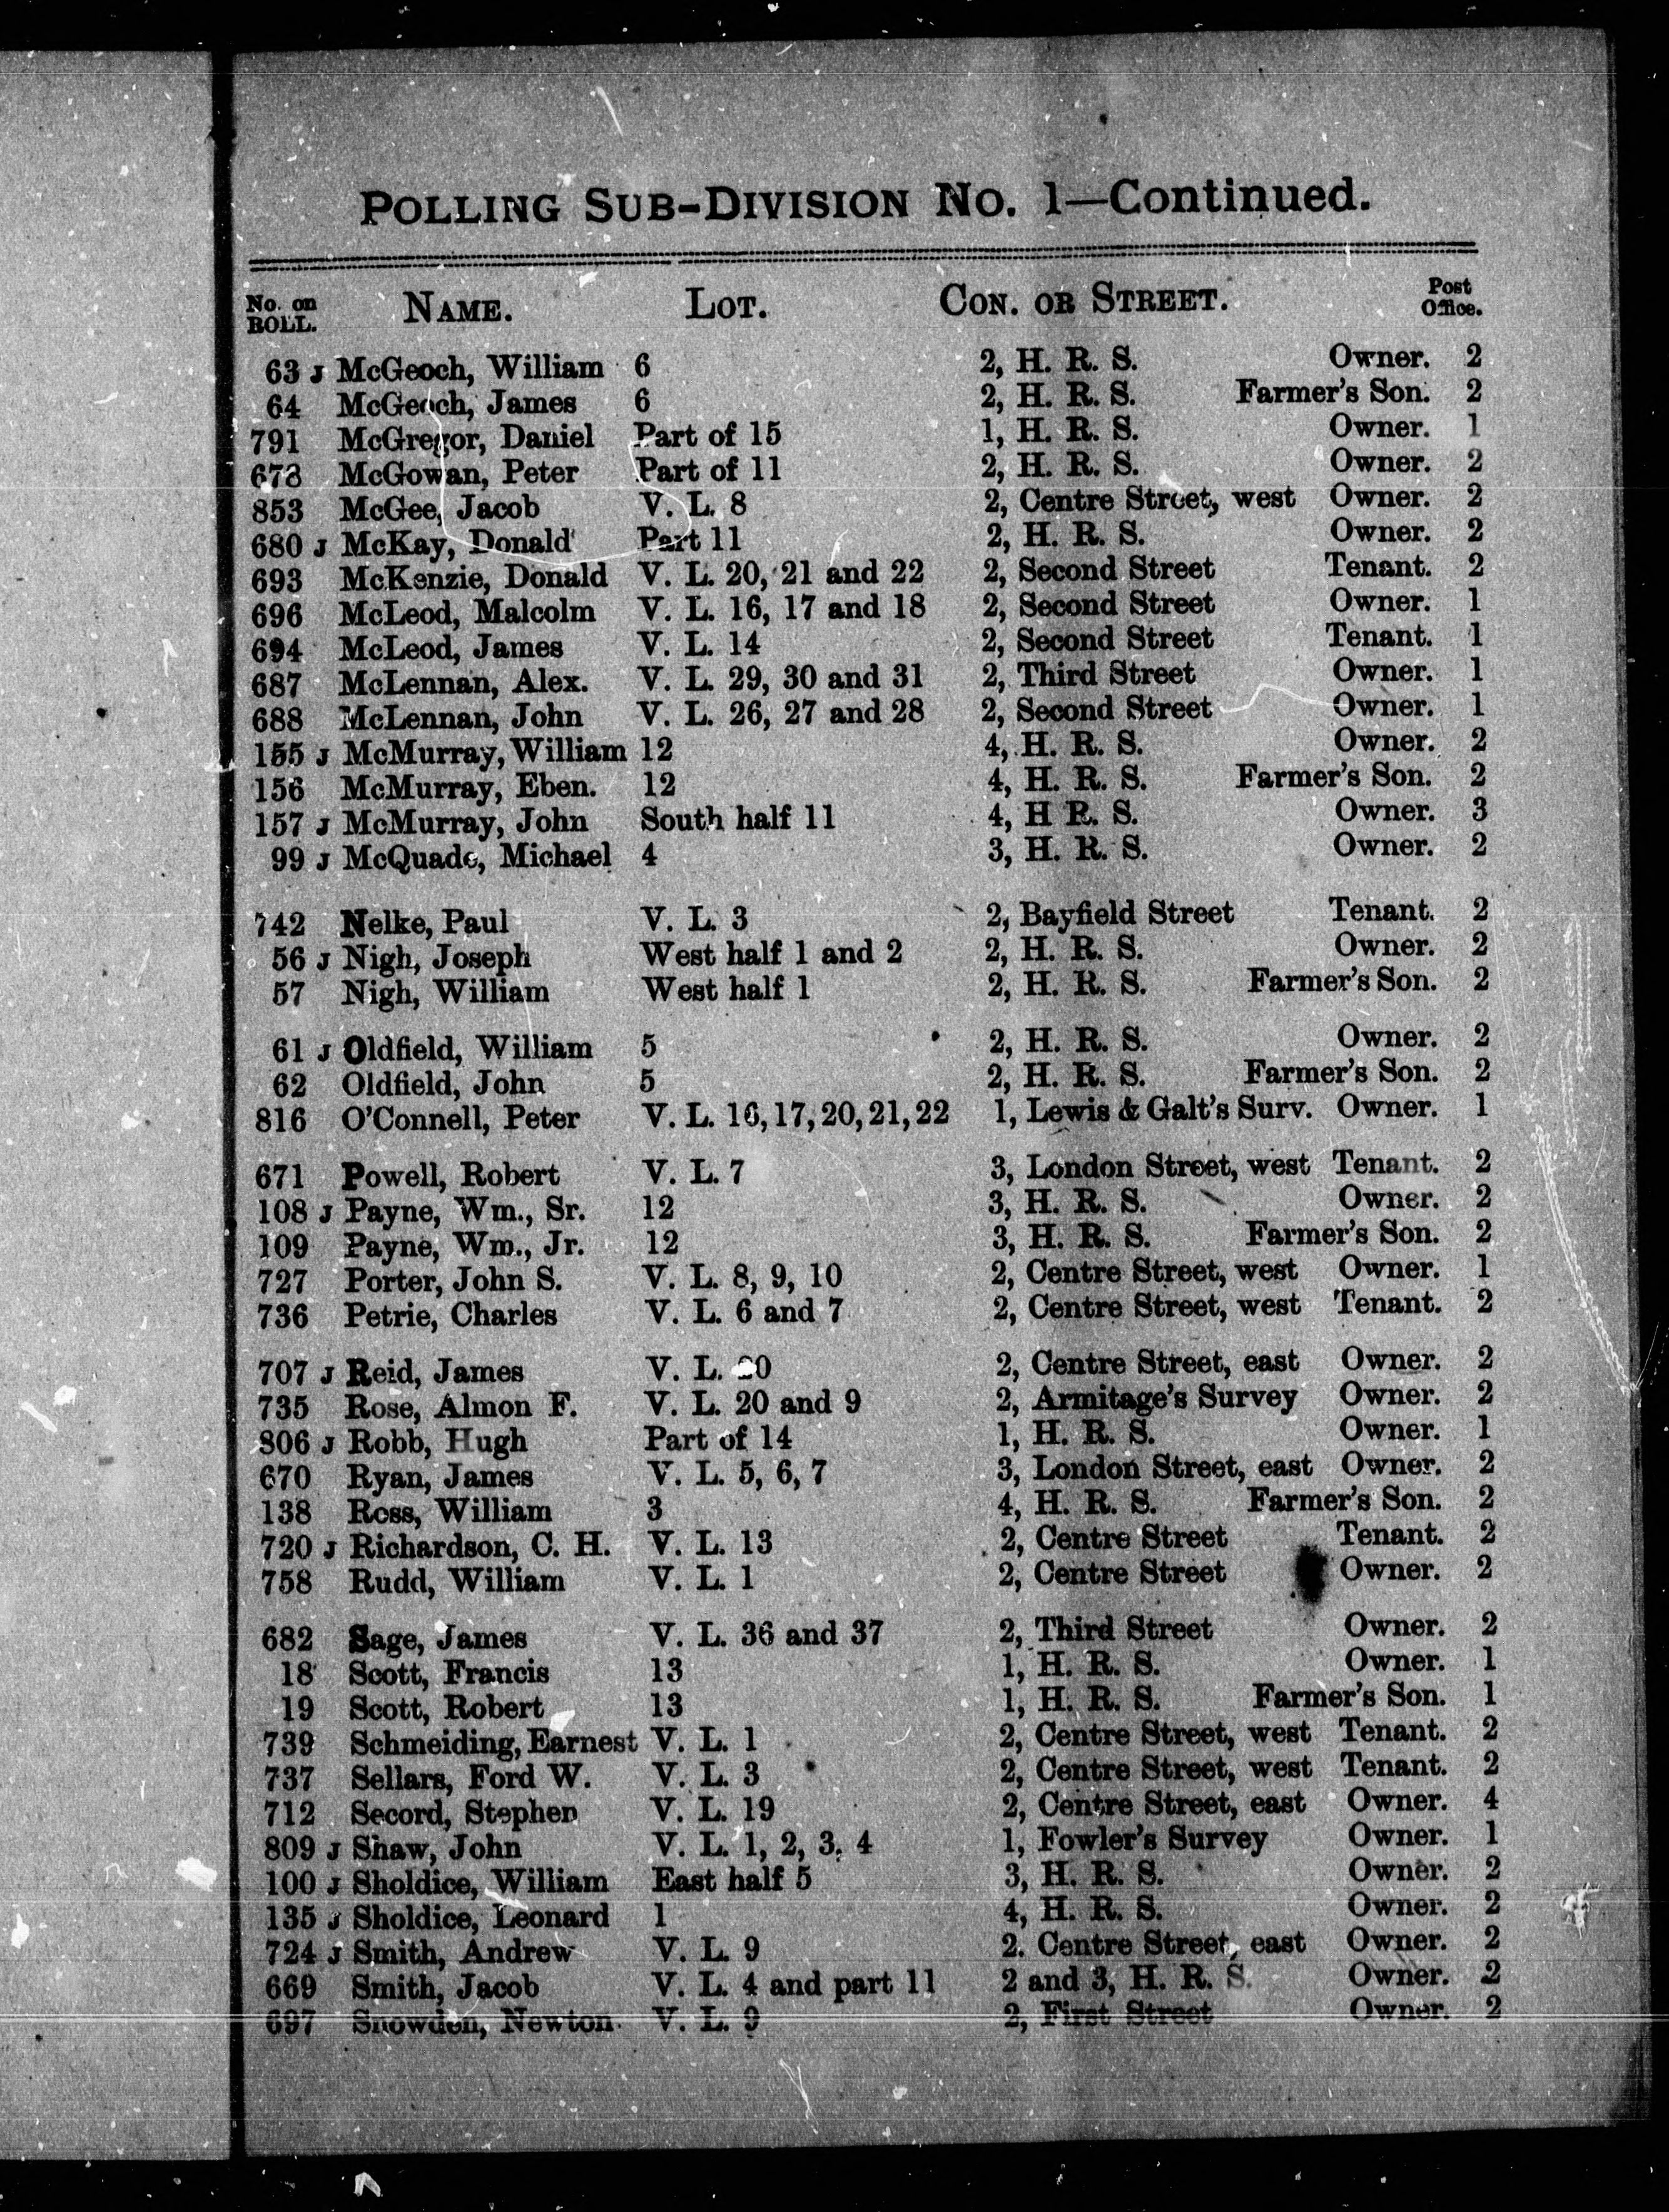 POLLING SUB-DIVISION No. 1—Continued.
No. on ROLL. NAME. LOT. CON. OR STREET. Post Office.
63 J McGeoch, William 6 2, H. R. S. Owner. 2
64 McGeoch, James 6 2, H. R. S. Farmer's Son. 2
791 McGregor, Daniel Part of 15 1, H. R. S. Owner. 1
678 McGowan, Peter Part of 11 2, H. R. S. Owner. 2
853 McGee, Jacob V. L. 8 2, Centre Street, west Owner. 2
680 J McKay, Donald Part 11 2, H. R. S. Owner. 2
693 McKenzie, Donald V. L. 20, 21 and 22 2, Second Street Tenant. 2
696 McLeod, Malcolm V. L. 16, 17 and 18 2, Second Street Owner. 1
694 McLeod, James V. L. 14 2, Second Street Tenant. 1
687 McLennan, Alex. V. L. 29, 30 and 31 2, Third Street Owner. 1
688 McLennan, John V. L. 26, 27 and 28 2, Second Street Owner. 1
155 J McMurray, William 12 4, H. R. S. Owner. 2
156 McMurray, Eben. 12 4, H. R. S. Farmer's Son. 2
157 J McMurray, John South half 11 4, H R. S. Owner. 3
99 J McQuade, Michael 4 3, H. R. S. Owner. 2
742 Nelke, Paul V. L. 3 2, Bayfield Street Tenant. 2
56 J Nigh, Joseph West half 1 and 2 2, H. R. S. Owner. 2
57 Nigh, William West half 1 2, H. R. S. Farmer's Son. 2
61 J Oldfield, William 5 2, H. R. S. Owner. 2
62 Oldfield, John 5 2, H. R. S. Farmer's Son. 2
816 O'Connell, Peter V. L. 16, 17, 20, 21, 22 1, Lewis & Galt's Surv. Owner. 1
671 Powell, Robert V. L. 7 3, London Street, west Tenant. 2
108 J Payne, Wm., Sr. 12 3, H. R. S. Owner. 2
109 Payne, Wm., Jr. 12 3, H. R. S. Farmer's Son. 2
727 Porter, John S. V. L. 8, 9, 10 2, Centre Street, west Owner. 1
736 Petrie, Charles V. L. 6 and 7 2, Centre Street, west Tenant. 2
707 J Reid, James V. L. 2, Centre Street, east Owner. 2
735 Rose, Almon F. V. L. 20 and 9 2, Armitage's Survey Owner. 2
806 J Robb, Hugh Part of 14 1, H. R. S. Owner. 1
670 Ryan, James V. L. 5, 6, 7 3, London Street, east Owner. 2
138 Ross, William 3 4, H. R. S. Farmer's Son. 2
720 J Richardson, C. H. V. L. 13 2, Centre Street Tenant. 2
758 Rudd, William V. L. 1 2, Centre Street Owner. 2
682 Sage, James V. L. 36 and 37 2, Third Street Owner. 2
18 Scott, Francis 13 1, H. R. S. Owner. 1
19 Scott, Robert 13 1, H. R. S. Farmer's Son. 1
739 Schmeiding, Earnest V. L. 1 2, Centre Street, west Tenant. 2
737 Sellars, Ford W. V. L. 3 2, Centre Street, west Tenant. 2
712 Secord, Stephen V. L. 19 2, Centre Street, east Owner. 4
809 J Shaw, John V. L. 1, 2, 3, 4 1, Fowler's Survey Owner. 1
100 J Sholdice, William East half 5 3, H. R. S. Owner. 2
135 J Sholdice, Leonard 1 4, H. R. S. Owner. 2
724 J Smith, Andrew V. L. 9 2. Centre Street, east Owner. 2
669 Smith, Jacob V. L. 4 and part 11 2 and 3, H. R. S. Owner. 2
697 Snowden, Newton V. L. 9 2, First Street Owner. 2